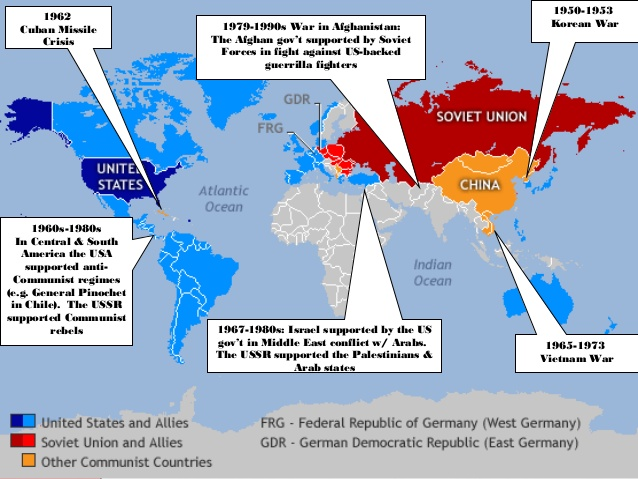 1962
Cuban Missile
Crisis
1979-1990s War in Afghanistan:
The Afghan gov't supported by Soviet
Forces in fight against US-backed
guerrilla fighters
1950-1953
Korean War
GDR
FRG
SOVIET UNION
UNITED
STATES
CHINA
Atlantic
Ocean
Indian
Ocean
1960s-1980s
In Central & South
America the USA
supported anti-
Communist regimes
(e.g. General Pinochet
in Chile). The USSR
supported Communist
rebels
1967-1980s: Israel supported by the US
gov't in Middle East conflict w/ Arabs.
The USSR supported the Palestinians &
Arab states
1965-1973
Vietnam War
United States and Allies
Soviet Union and Allies
Other Communist Countries
FRG - Federal Republic of Germany (West Germany)
GDR - German Democratic Republic (East Germany)